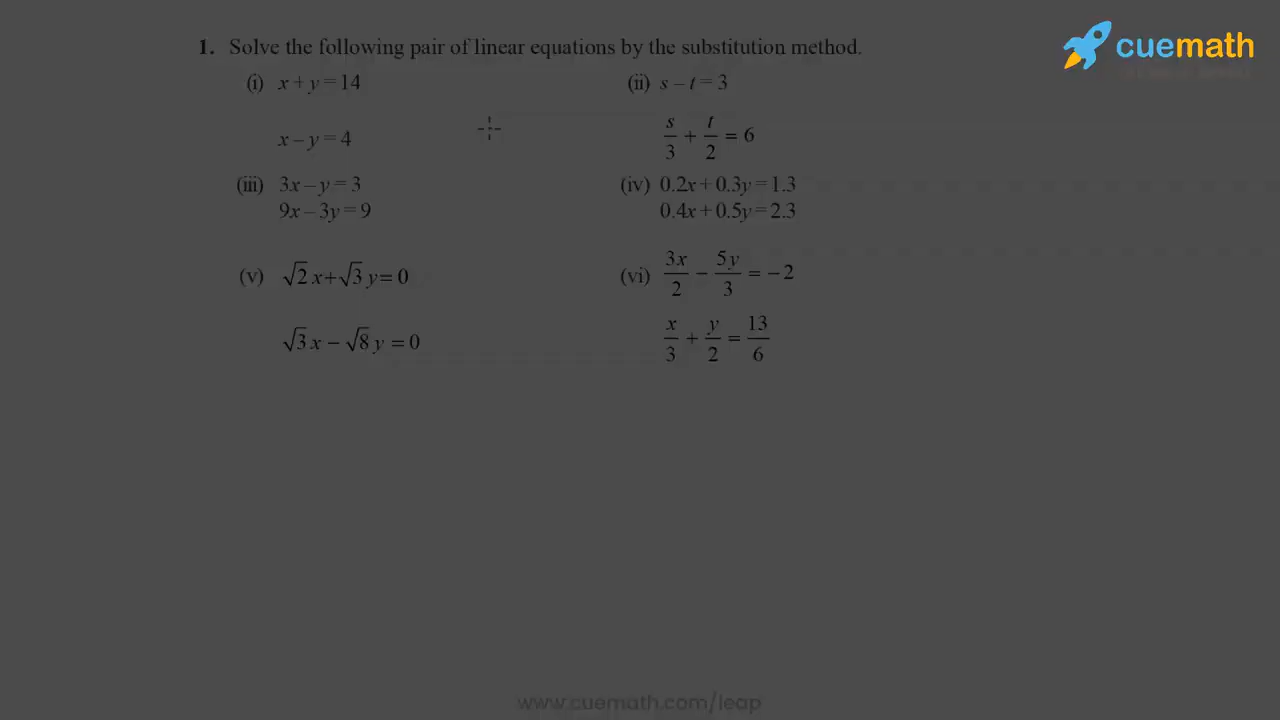 1. Solve the following pair of linear equations by the substitution method.
cuemath
(i) x + y = 14
(ii) s – t = 3
x – y = 4
s/3 + t/2 = 6
(iii) 3x – y = 3
(iv) 0.2x + 0.3y = 1.3
9x – 3y = 9
0.4x + 0.5y = 2.3
(v) √2 x + √3 y = 0
(vi) 3x/2 − 5y/3 = −2
√3 x − √8 y = 0
x/3 + y/2 = 13/6
www.cuemath.com/leap